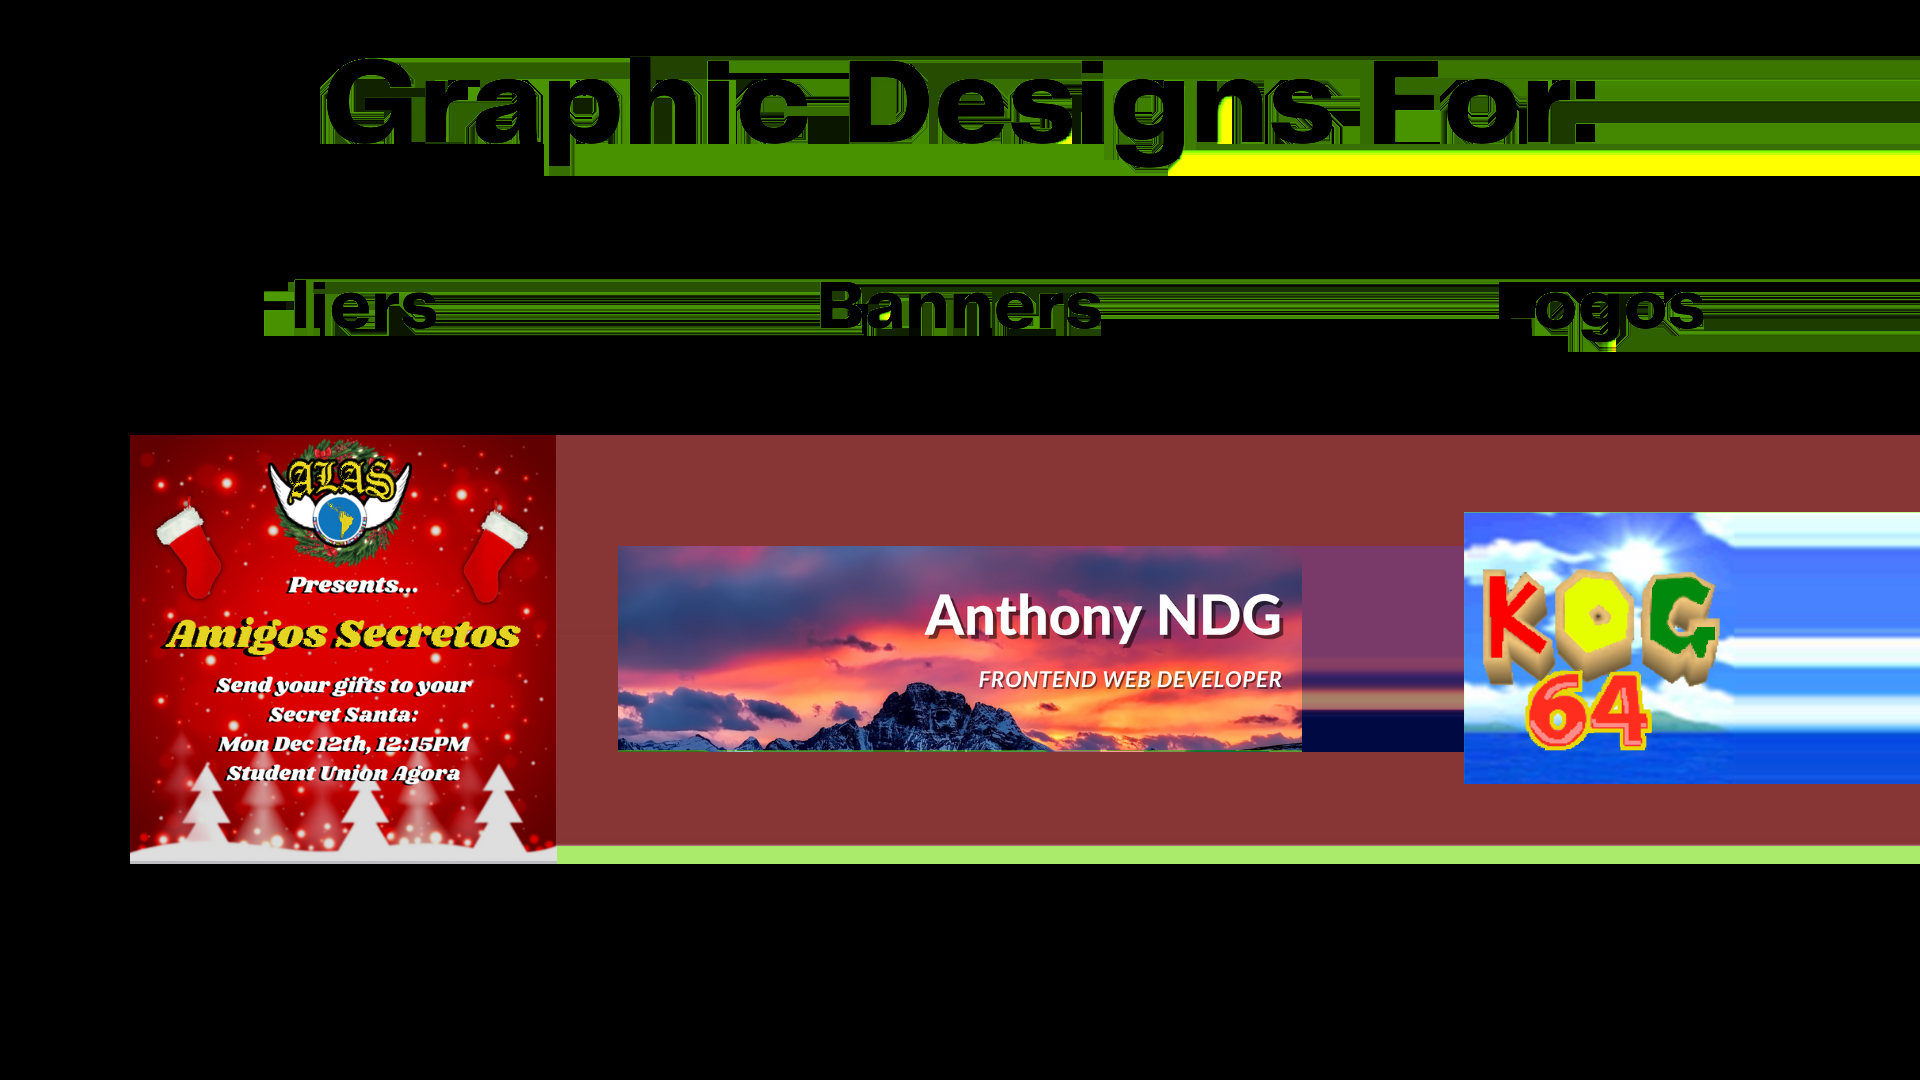 Graphic Designs For:
Fliers
Banners
Logos
ALAS
Presents...
Amigos Secretos
Send your gifts to your
Secret Santa:
Mon Dec 12th, 12:15PM
Student Union Agora
Anthony NDG
FRONTEND WEB DEVELOPER
KOG
64